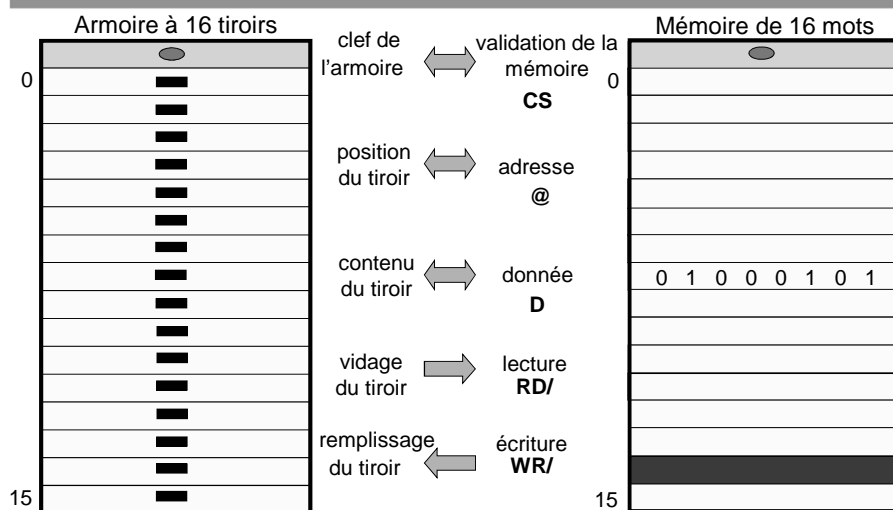 Armoire à 16 tiroirs
0
15
clef de
l'armoire
validation de la
mémoire
CS
position
du tiroir
adresse
@
contenu
du tiroir
donnée
D
vidage
du tiroir
lecture
RD/
remplissage
du tiroir
écriture
WR/
Mémoire de 16 mots
0
0 1 0 0 0 1 0 1
15